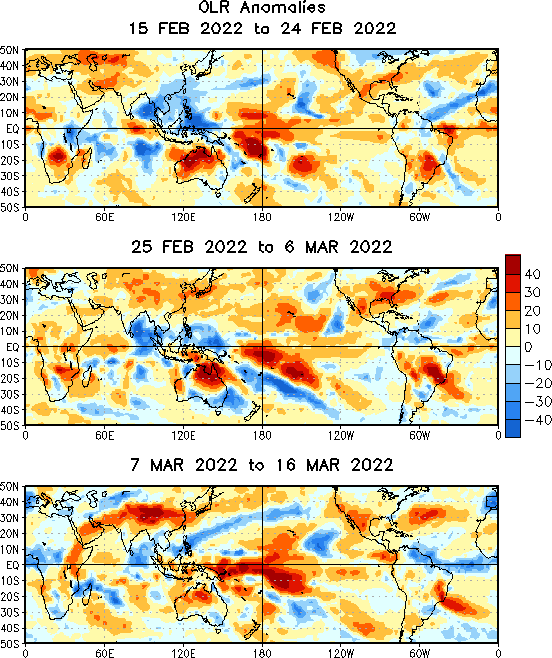 OLR Anomalies
15 FEB 2022 to 24 FEB 2022
50N
40N
30N
20N
10N
EQ
10S
20S
30S
40S
50S
0 60E 120E 180 120W 60W 0
25 FEB 2022 to 6 MAR 2022
50N
40N
30N
20N
10N
EQ
10S
20S
30S
40S
50S
0 60E 120E 180 120W 60W 0
40
30
20
10
0
-10
-20
-30
-40
7 MAR 2022 to 16 MAR 2022
50N
40N
30N
20N
10N
EQ
10S
20S
30S
40S
50S
0 60E 120E 180 120W 60W 0